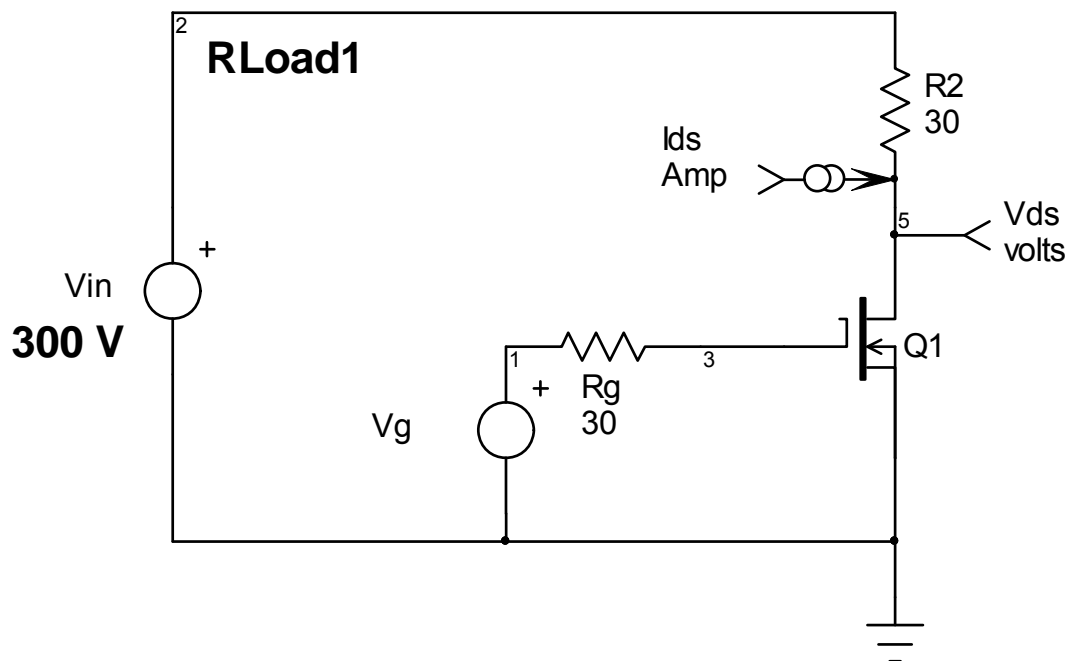 2
RLoad1
R2
30
Ids
Amp
5
Vds
volts
+
Vin
300 V
Q1
1
3
+
Rg
30
Vg